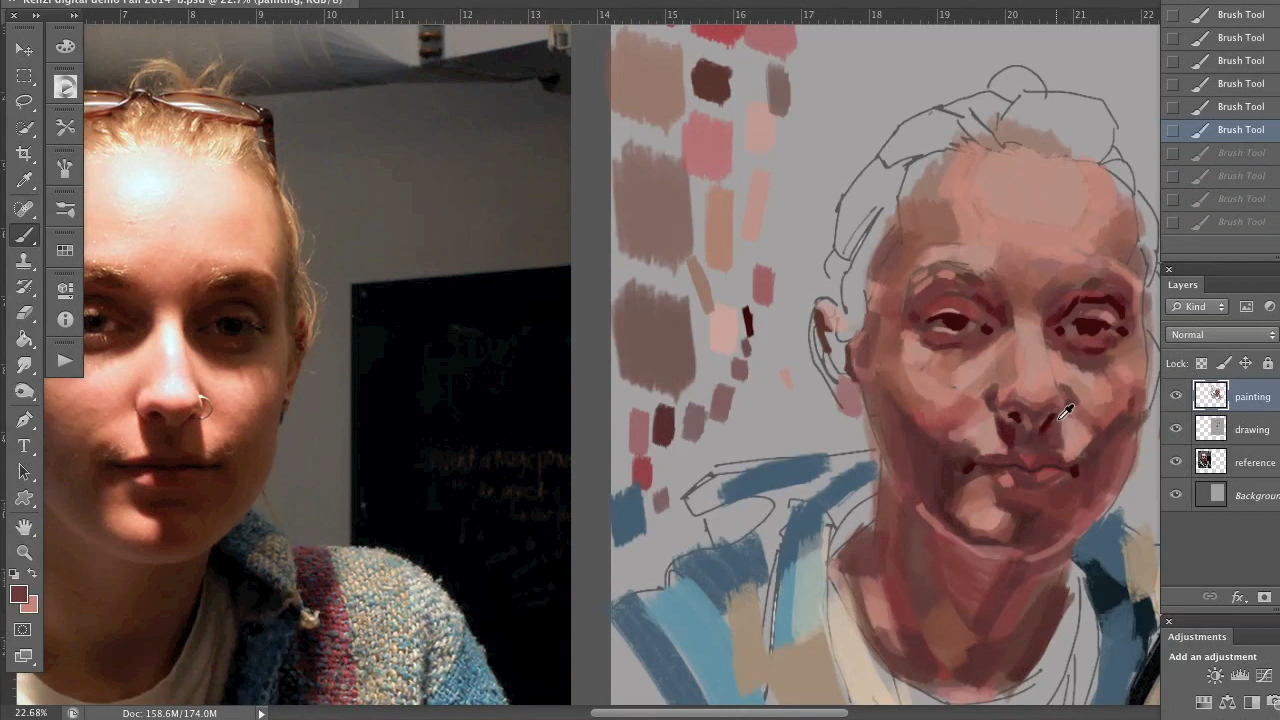 Kenzi digital demo Fall 2014-b.psd @ 22.7% (painting, RGB/8)
7 8 9 10 11 12 13 14 15 16 17 18 19 20 21 22
Brush Tool
Brush Tool
Brush Tool
Brush Tool
Brush Tool
Brush Tool
Brush Tool
Brush Tool
Brush Tool
Brush Tool
Layers
Kind
Normal
Lock:
painting
drawing
reference
Backgroun
fx.
Adjustments
Add an adjustment
22.68%
Doc: 158.6M/174.0M